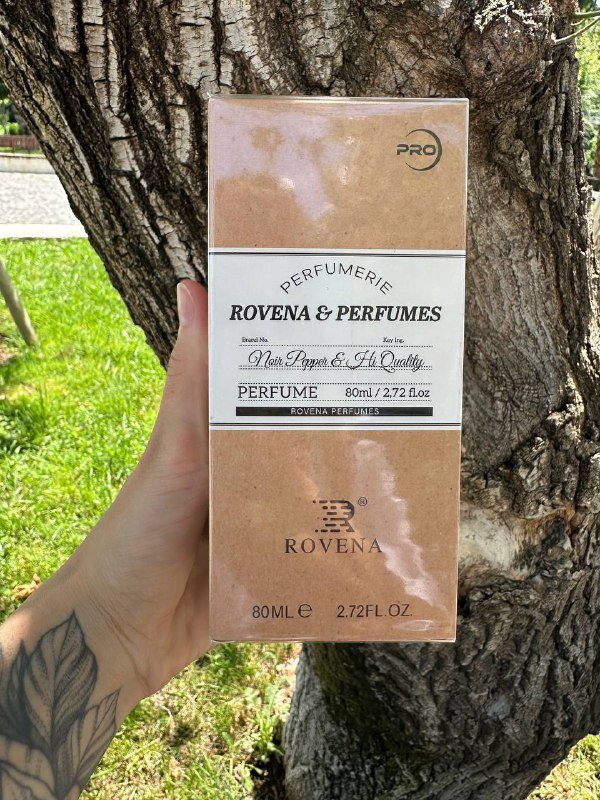 PRO
PERFUMERIE
ROVENA & PERFUMES
Brand No. Key Ing.
Noir Pepper & Hi Quality
PERFUME 80ml / 2,72 fl.oz
ROVENA PERFUMES
R®
ROVENA
80ML ℮ 2.72FL.OZ.